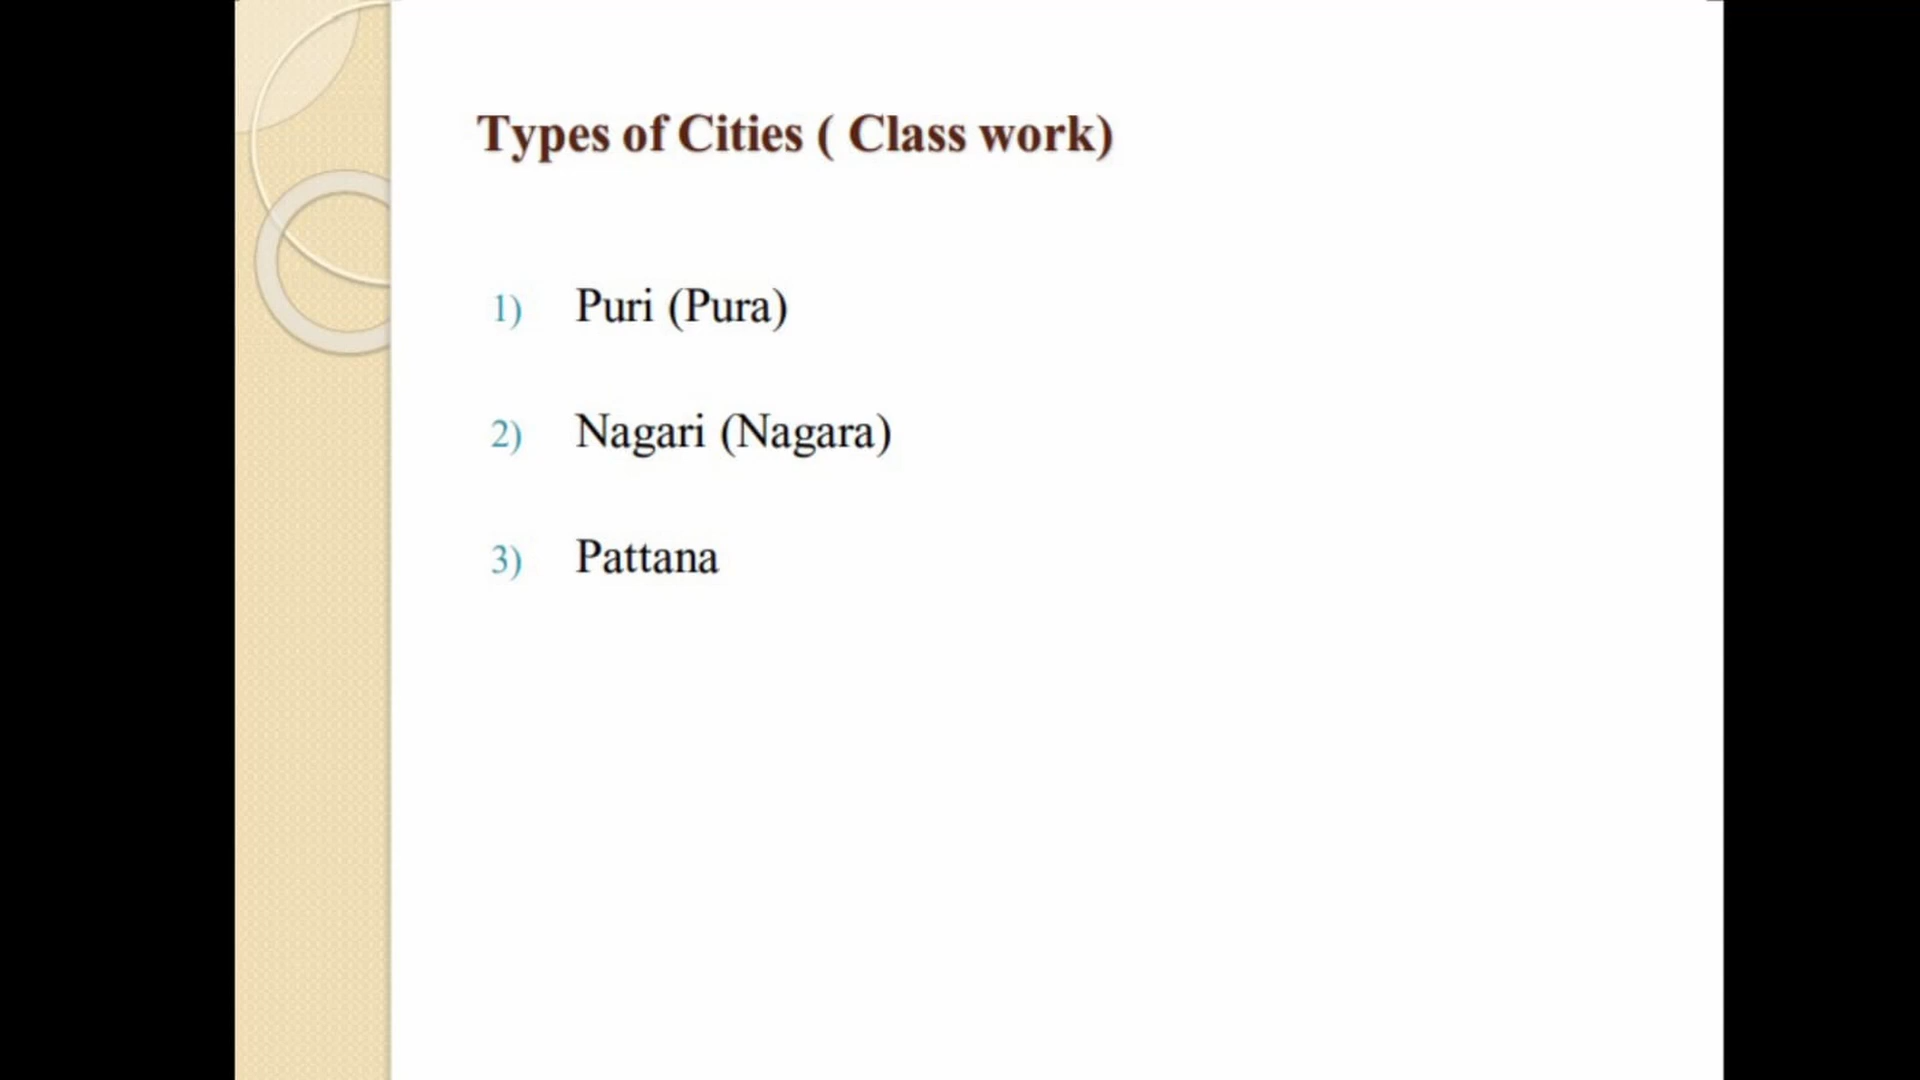 Types of Cities ( Class work)
1) Puri (Pura)
2) Nagari (Nagara)
3) Pattana